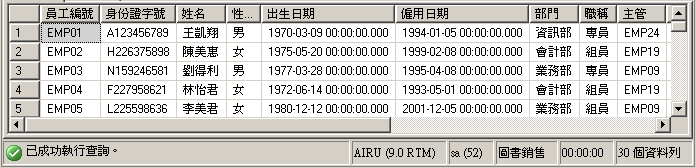 員工編號 身份證字號 姓名 性... 出生日期 僱用日期 部門 職稱 主管
1 EMP01 A123456789 王凱翔 男 1970-03-09 00:00:00.000 1994-01-05 00:00:00.000 資訊部 專員 EMP24
2 EMP02 H226375898 陳美惠 女 1975-05-20 00:00:00.000 1999-02-08 00:00:00.000 會計部 組員 EMP19
3 EMP03 N159246581 劉得利 男 1977-03-28 00:00:00.000 1995-04-08 00:00:00.000 業務部 專員 EMP09
4 EMP04 F227958621 林怡君 女 1972-06-14 00:00:00.000 1993-05-01 00:00:00.000 會計部 組員 EMP19
5 EMP05 L225598636 李美君 女 1980-12-12 00:00:00.000 2001-12-05 00:00:00.000 業務部 組員 EMP09
已成功執行查詢。 AIRU (9.0 RTM) sa (52) 圖書銷售 00:00:00 30 個資料列